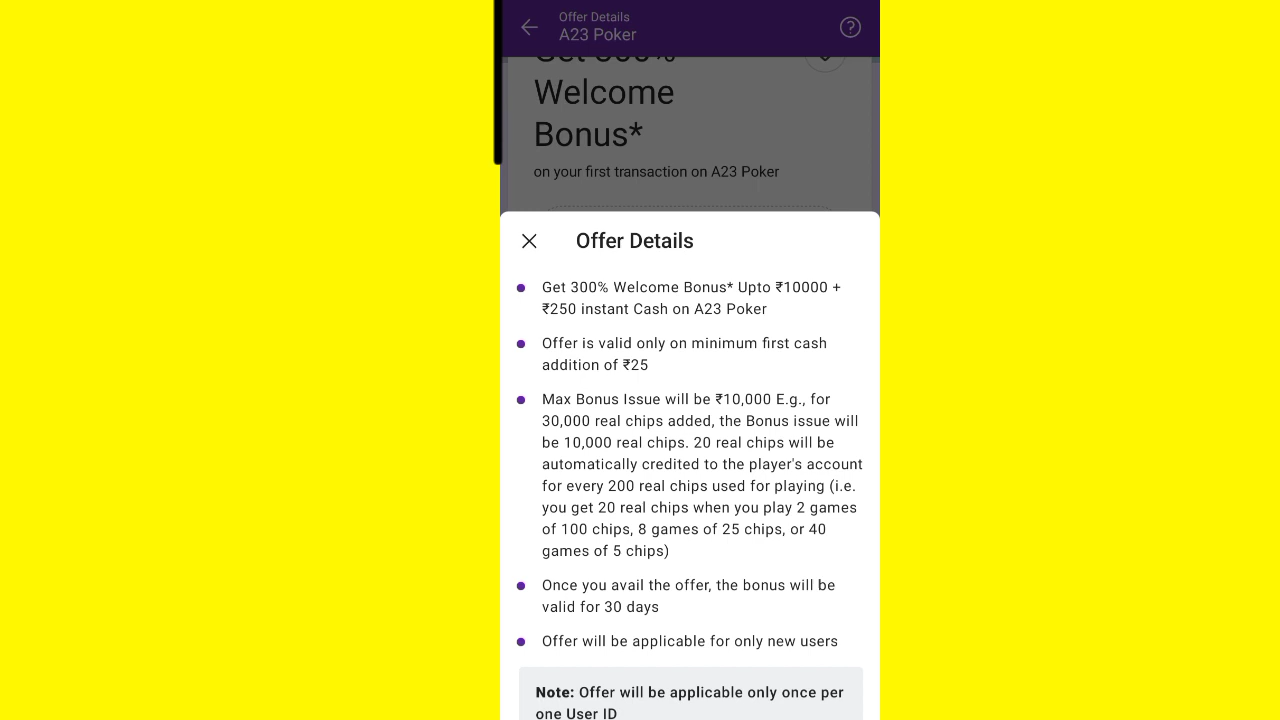 Offer Details
A23 Poker
Get 300%
Welcome
Bonus*
on your first transaction on A23 Poker
Offer Details
Get 300% Welcome Bonus* Upto ₹10000 +
₹250 instant Cash on A23 Poker
Offer is valid only on minimum first cash
addition of ₹25
Max Bonus Issue will be ₹10,000 E.g., for
30,000 real chips added, the Bonus issue will
be 10,000 real chips. 20 real chips will be
automatically credited to the player's account
for every 200 real chips used for playing (i.e.
you get 20 real chips when you play 2 games
of 100 chips, 8 games of 25 chips, or 40
games of 5 chips)
Once you avail the offer, the bonus will be
valid for 30 days
Offer will be applicable for only new users
Note: Offer will be applicable only once per
one User ID